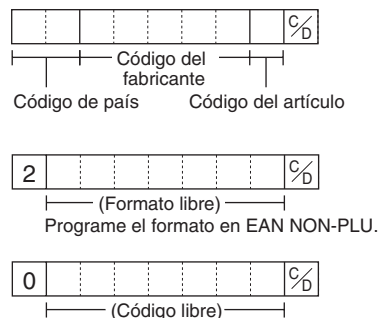 C/D
Código del
fabricante
Código de país Código del artículo
2 C/D
(Formato libre)
Programe el formato en EAN NON-PLU.
0 C/D
(Código libre)